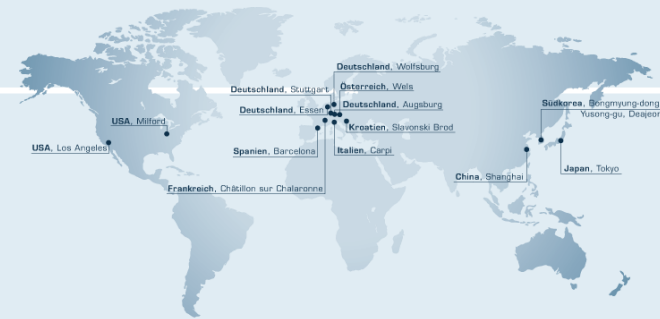 Deutschland, Wolfsburg
Deutschland, Stuttgart
Österreich, Wels
Deutschland, Essen
Deutschland, Augsburg
Südkorea, Bongmyung-dong,
Yusong-gu, Deajeon
USA, Milford
Kroatien, Slavonski Brod
USA, Los Angeles
Spanien, Barcelona
Italien, Carpi
Japan, Tokyo
China, Shanghai
Frankreich, Châtillon sur Chalaronne